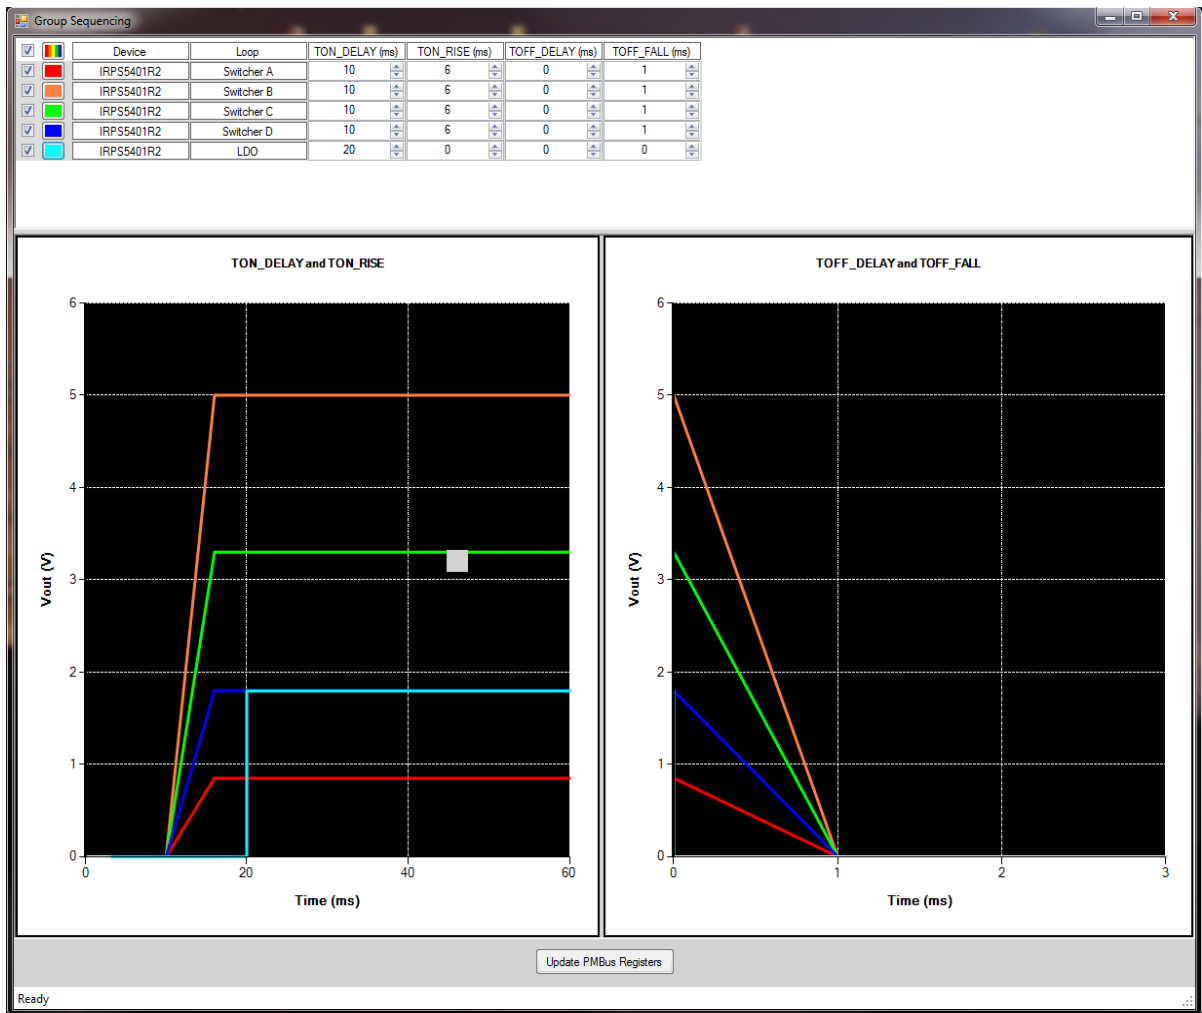 Group Sequencing
Device Loop TON_DELAY (ms) TON_RISE (ms) TOFF_DELAY (ms) TOFF_FALL (ms)
IRPS5401R2 Switcher A 10 6 0 1
IRPS5401R2 Switcher B 10 6 0 1
IRPS5401R2 Switcher C 10 6 0 1
IRPS5401R2 Switcher D 10 6 0 1
IRPS5401R2 LDO 20 0 0 0
TON_DELAY and TON_RISE
6
5
4
3
2
1
0
Vout (V)
0 20 40 60
Time (ms)
TOFF_DELAY and TOFF_FALL
6
5
4
3
2
1
0
Vout (V)
0 1 2 3
Time (ms)
Update PMBus Registers
Ready